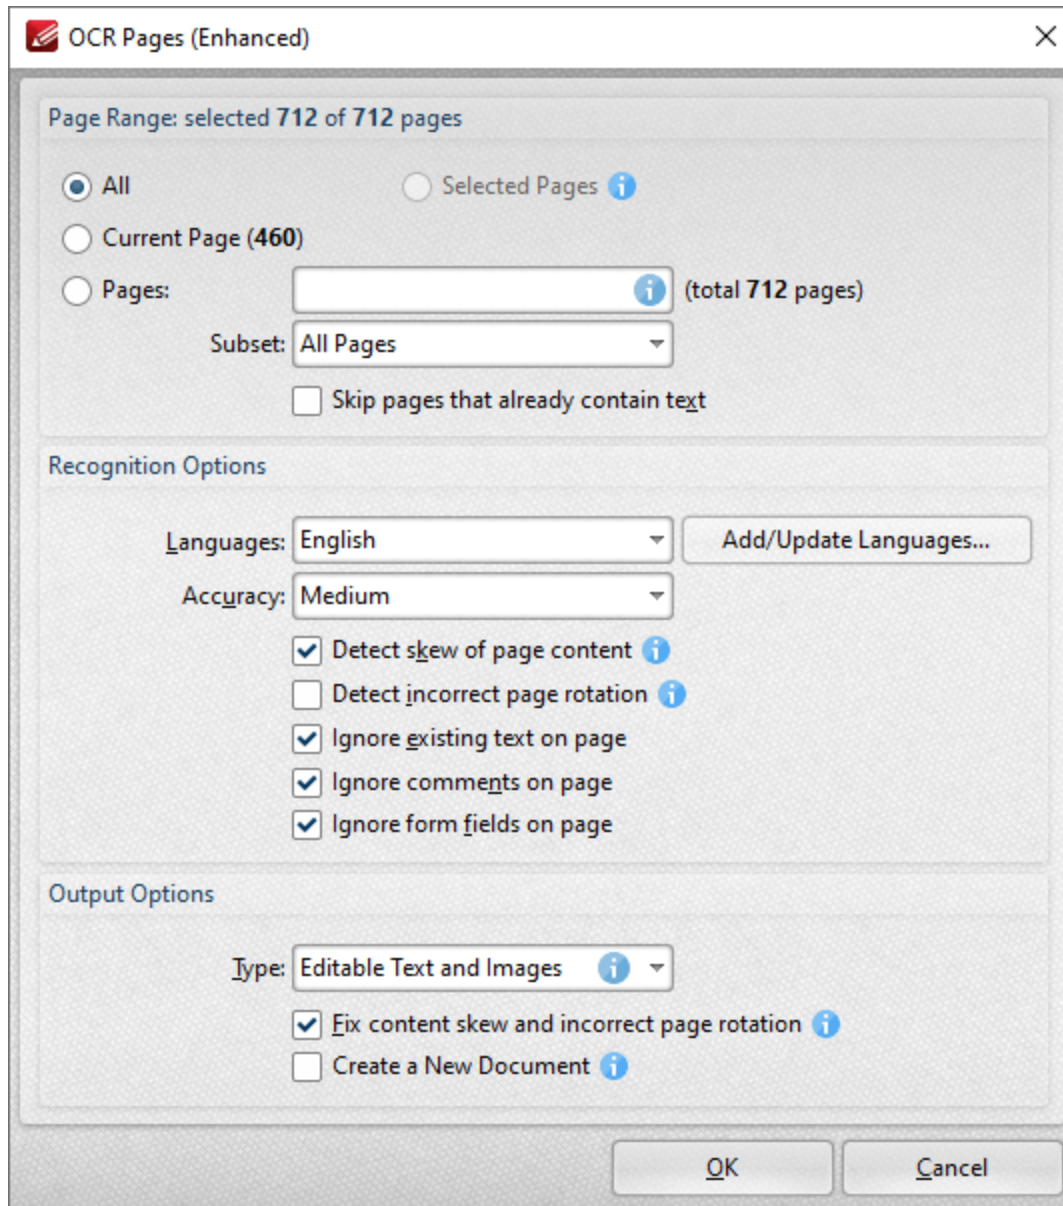 OCR Pages (Enhanced)
Page Range: selected 712 of 712 pages
All Selected Pages
Current Page (460)
Pages: (total 712 pages)
Subset: All Pages
Skip pages that already contain text
Recognition Options
Languages: English Add/Update Languages...
Accuracy: Medium
Detect skew of page content
Detect incorrect page rotation
Ignore existing text on page
Ignore comments on page
Ignore form fields on page
Output Options
Type: Editable Text and Images
Fix content skew and incorrect page rotation
Create a New Document
OK Cancel